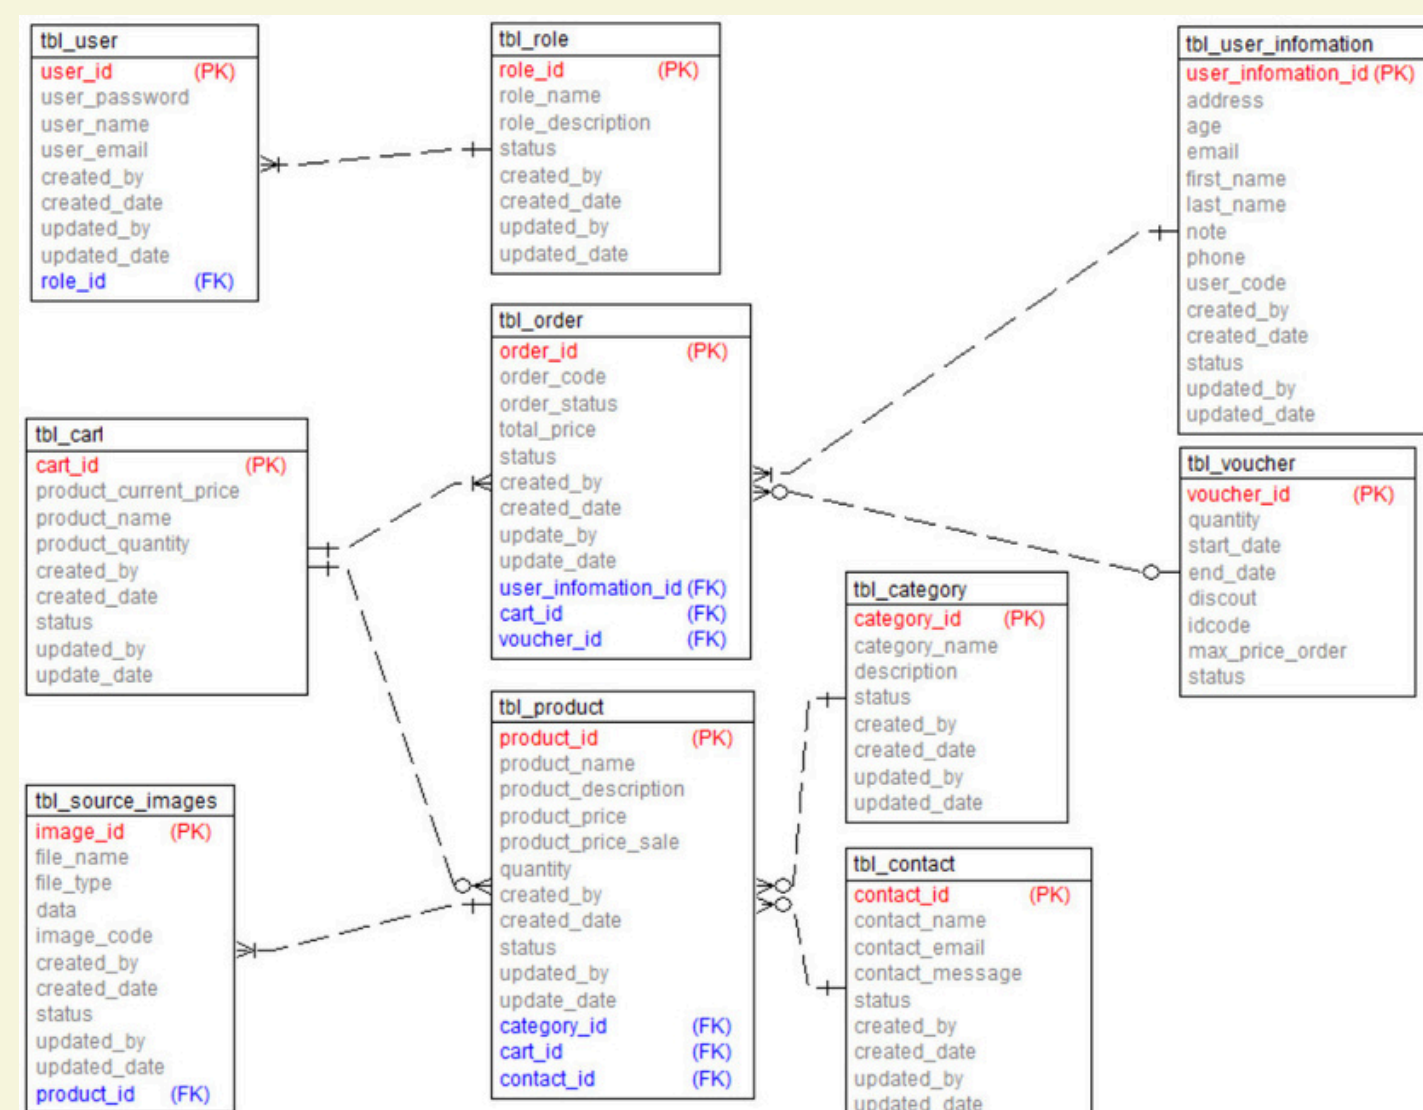 tbl_user
user_id (PK)
user_password
user_name
user_email
created_by
created_date
updated_by
updated_date
role_id (FK)
tbl_role
role_id (PK)
role_name
role_description
status
created_by
created_date
updated_by
updated_date
tbl_user_infomation
user_infomation_id (PK)
address
age
email
first_name
last_name
note
phone
user_code
created_by
created_date
status
updated_by
updated_date
tbl_order
order_id (PK)
order_code
order_status
total_price
status
created_by
created_date
update_by
update_date
user_infomation_id (FK)
cart_id (FK)
voucher_id (FK)
tbl_cart
cart_id (PK)
product_current_price
product_name
product_quantity
created_by
created_date
status
updated_by
update_date
tbl_voucher
voucher_id (PK)
quantity
start_date
end_date
discout
idcode
max_price_order
status
tbl_category
category_id (PK)
category_name
description
status
created_by
created_date
updated_by
updated_date
tbl_product
product_id (PK)
product_name
product_description
product_price
product_price_sale
quantity
created_by
created_date
status
updated_by
update_date
category_id (FK)
cart_id (FK)
contact_id (FK)
tbl_source_images
image_id (PK)
file_name
file_type
data
image_code
created_by
created_date
status
updated_by
updated_date
product_id (FK)
tbl_contact
contact_id (PK)
contact_name
contact_email
contact_message
status
created_by
created_date
updated_by
updated_date